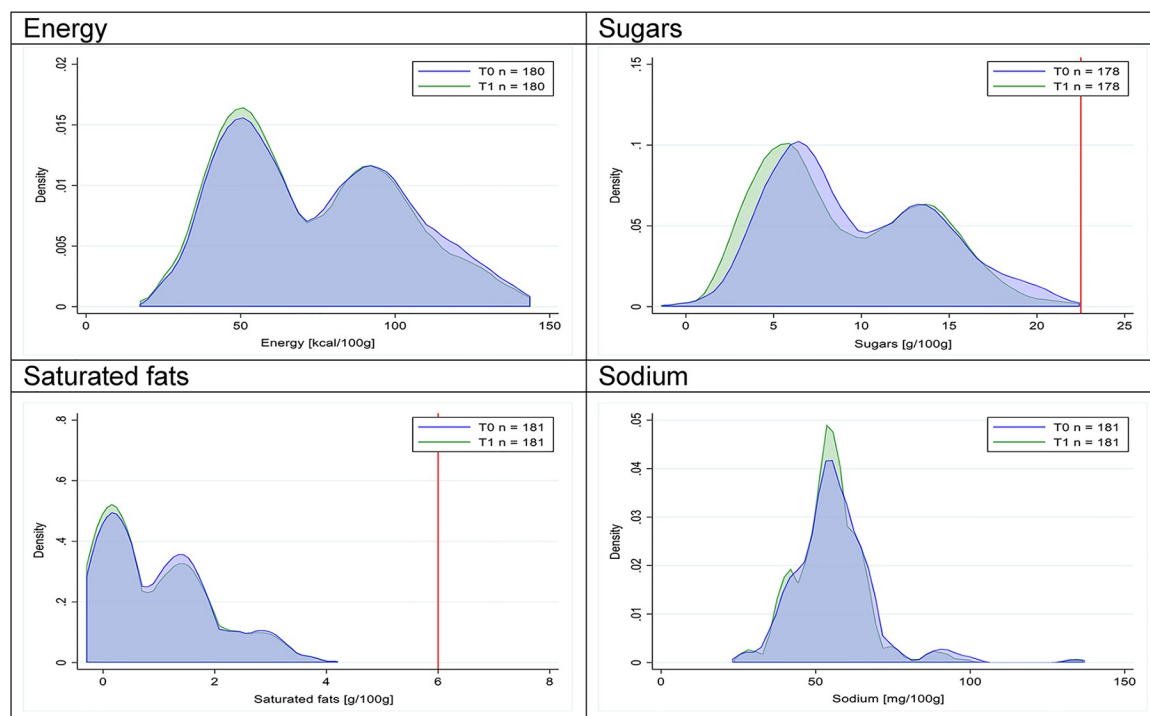 Energy
Sugars
.02
.015
.01
.005
0
Density
T0 n = 180
T1 n = 180
0 50 100 150
Energy [kcal/100g]
.15
.1
.05
0
Density
T0 n = 178
T1 n = 178
0 5 10 15 20 25
Sugars [g/100g]
Saturated fats
Sodium
.8
.6
.4
.2
0
Density
T0 n = 181
T1 n = 181
0 2 4 6 8
Saturated fats [g/100g]
.05
.04
.03
.02
.01
0
Density
T0 n = 181
T1 n = 181
0 50 100 150
Sodium [mg/100g]